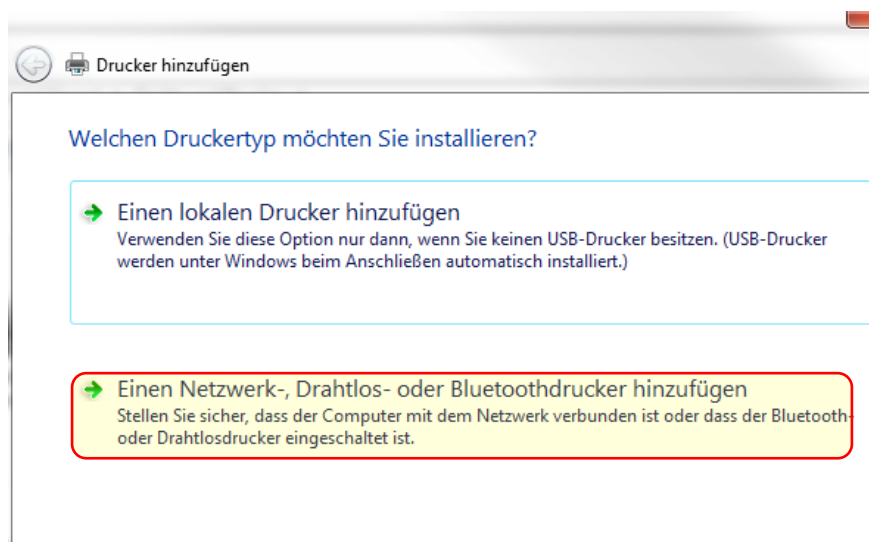 Drucker hinzufügen
Welchen Druckertyp möchten Sie installieren?
Einen lokalen Drucker hinzufügen
Verwenden Sie diese Option nur dann, wenn Sie keinen USB-Drucker besitzen. (USB-Drucker
werden unter Windows beim Anschließen automatisch installiert.)
Einen Netzwerk-, Drahtlos- oder Bluetoothdrucker hinzufügen
Stellen Sie sicher, dass der Computer mit dem Netzwerk verbunden ist oder dass der Bluetooth-
oder Drahtlosdrucker eingeschaltet ist.